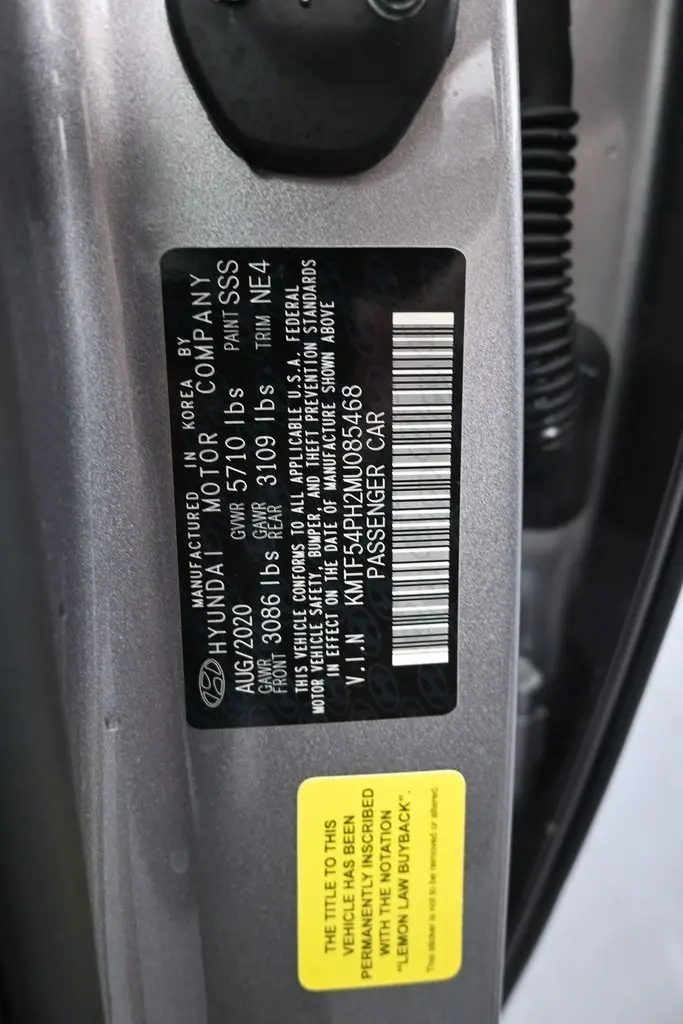 MANUFACTURED IN KOREA BY
HYUNDAI MOTOR COMPANY
AUG/2020 GVWR 5710 lbs PAINT SSS
GAWR FRONT 3086 lbs GAWR REAR 3109 lbs TRIM NE4
THIS VEHICLE CONFORMS TO ALL APPLICABLE U.S.A. FEDERAL
MOTOR VEHICLE SAFETY, BUMPER, AND THEFT PREVENTION STANDARDS
IN EFFECT ON THE DATE OF MANUFACTURE SHOWN ABOVE
V.I.N KMTF54PH2MU085468
PASSENGER CAR
THE TITLE TO THIS
VEHICLE HAS BEEN
PERMANENTLY INSCRIBED
WITH THE NOTATION
"LEMON LAW BUYBACK".
This sticker is not to be removed or altered.